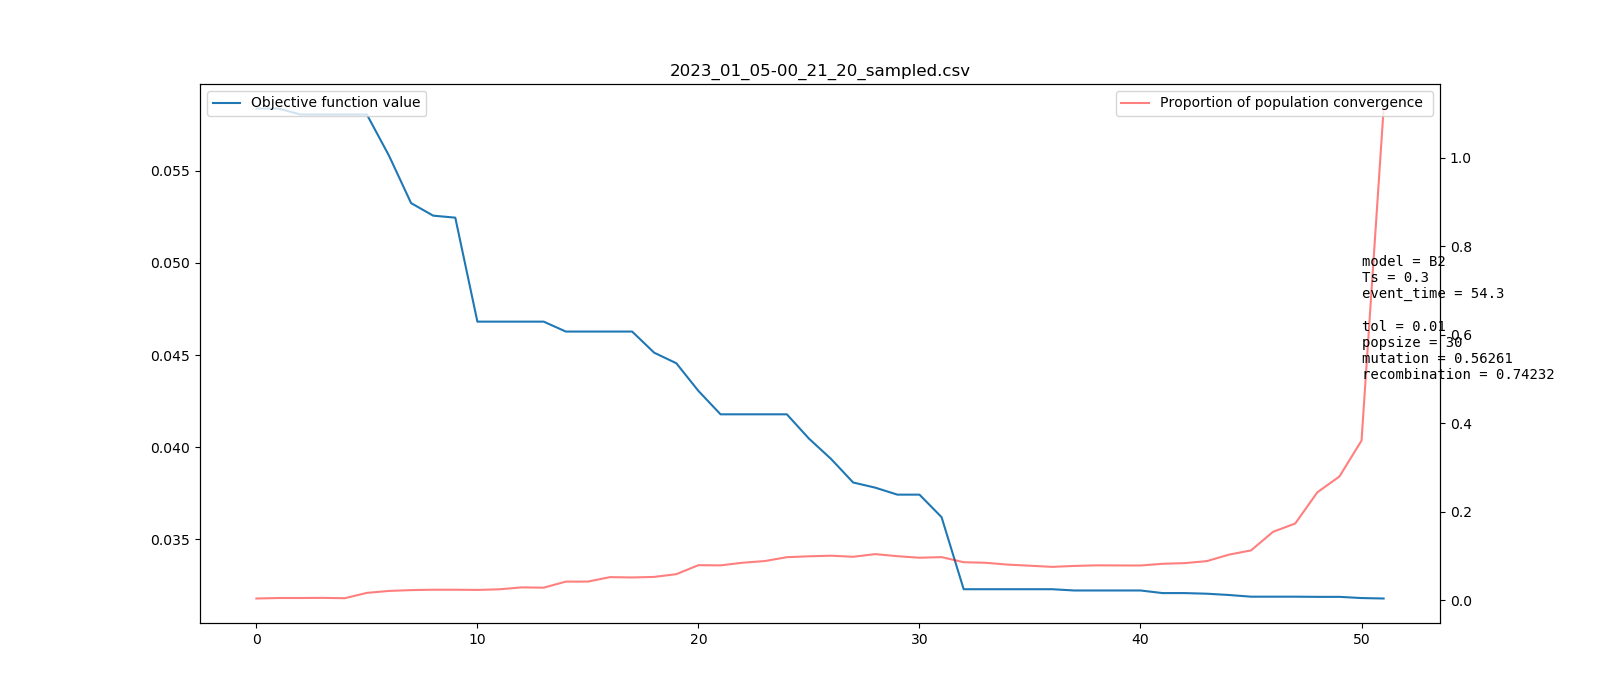 2023_01_05-00_21_20_sampled.csv
Objective function value
Proportion of population convergence
0.055
0.050
0.045
0.040
0.035
1.0
0.8
0.6
0.4
0.2
0.0
model = B2
Ts = 0.3
event_time = 54.3
tol = 0.01
popsize = 30
mutation = 0.56261
recombination = 0.74232
0 10 20 30 40 50